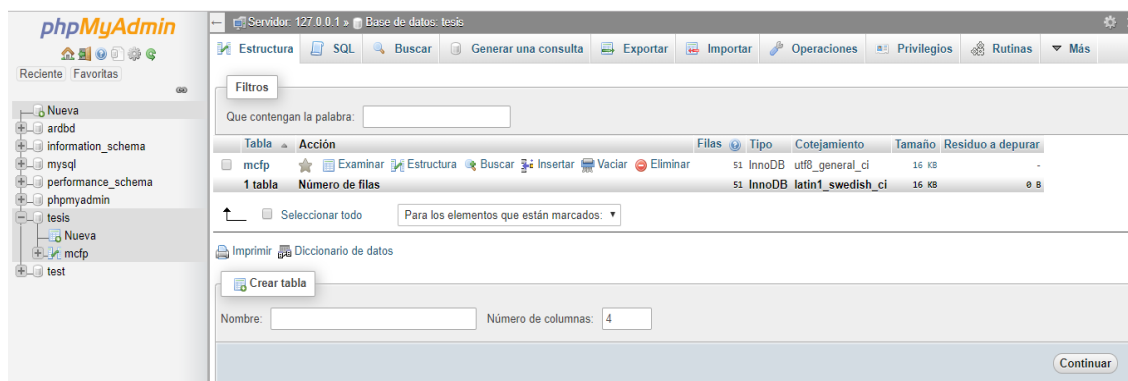 phpMyAdmin
Reciente Favoritas
Nueva
ardbd
information_schema
mysql
performance_schema
phpmyadmin
tesis
Nueva
mcfp
test
Servidor: 127.0.0.1 » Base de datos: tesis
Estructura SQL Buscar Generar una consulta Exportar Importar Operaciones Privilegios Rutinas Más
Filtros
Que contengan la palabra:
Tabla Acción Filas Tipo Cotejamiento Tamaño Residuo a depurar
mcfp Examinar Estructura Buscar Insertar Vaciar Eliminar 51 InnoDB utf8_general_ci 16 KB -
1 tabla Número de filas 51 InnoDB latin1_swedish_ci 16 KB 0 B
Seleccionar todo Para los elementos que están marcados:
Imprimir Diccionario de datos
Crear tabla
Nombre: Número de columnas: 4
Continuar